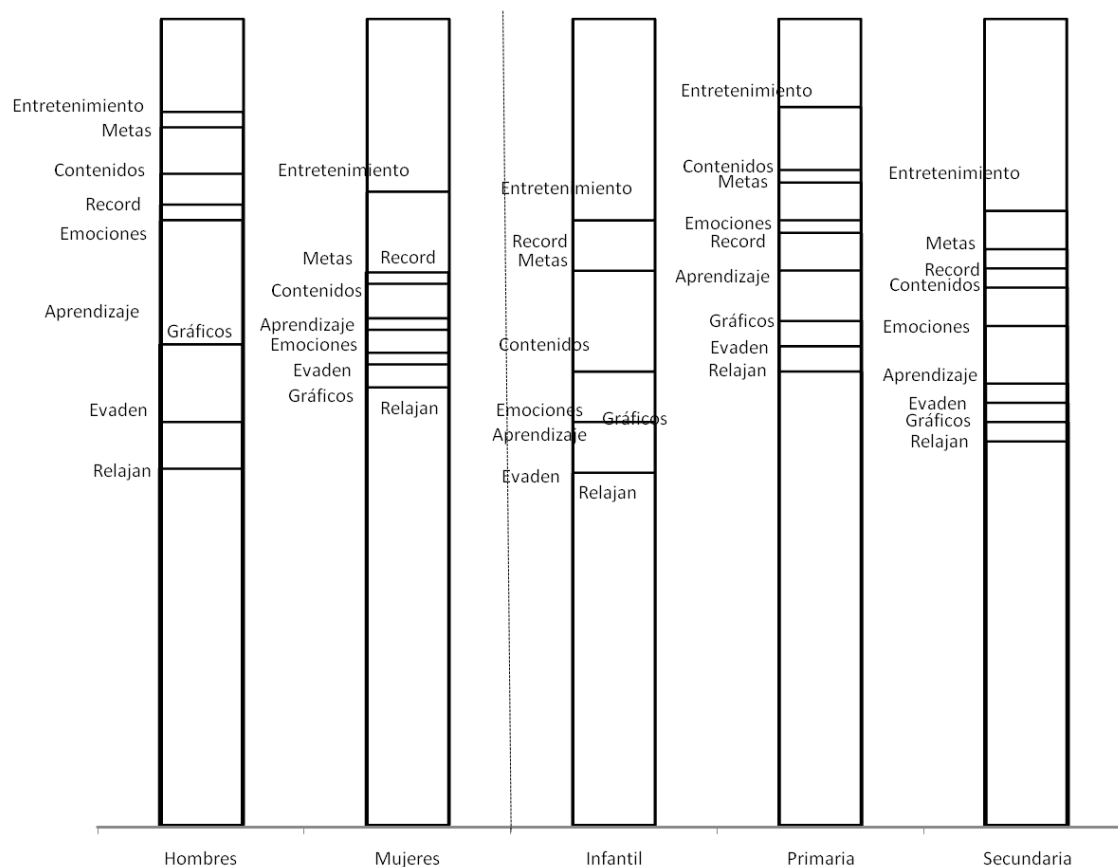 Entretenimiento
Metas
Contenidos
Record
Emociones
Aprendizaje
Gráficos
Evaden
Relajan
Entretenimiento
Metas
Record
Contenidos
Aprendizaje
Emociones
Evaden
Gráficos
Relajan
Entretenimiento
Record
Metas
Contenidos
Emociones
Gráficos
Aprendizaje
Evaden
Relajan
Entretenimiento
Contenidos
Metas
Emociones
Record
Aprendizaje
Gráficos
Evaden
Relajan
Entretenimiento
Metas
Record
Contenidos
Emociones
Aprendizaje
Evaden
Gráficos
Relajan
Hombres
Mujeres
Infantil
Primaria
Secundaria